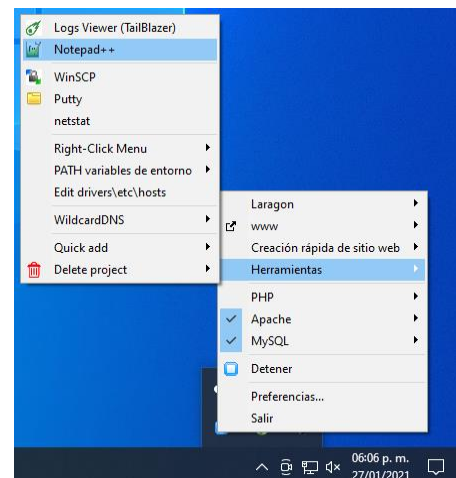 Logs Viewer (TailBlazer)
Notepad++
WinSCP
Putty
netstat
Right-Click Menu
PATH variables de entorno
Edit drivers\etc\hosts
WildcardDNS
Quick add
Delete project
Laragon
www
Creación rápida de sitio web
Herramientas
PHP
Apache
MySQL
Detener
Preferencias...
Salir
06:06 p. m.
27/01/2021